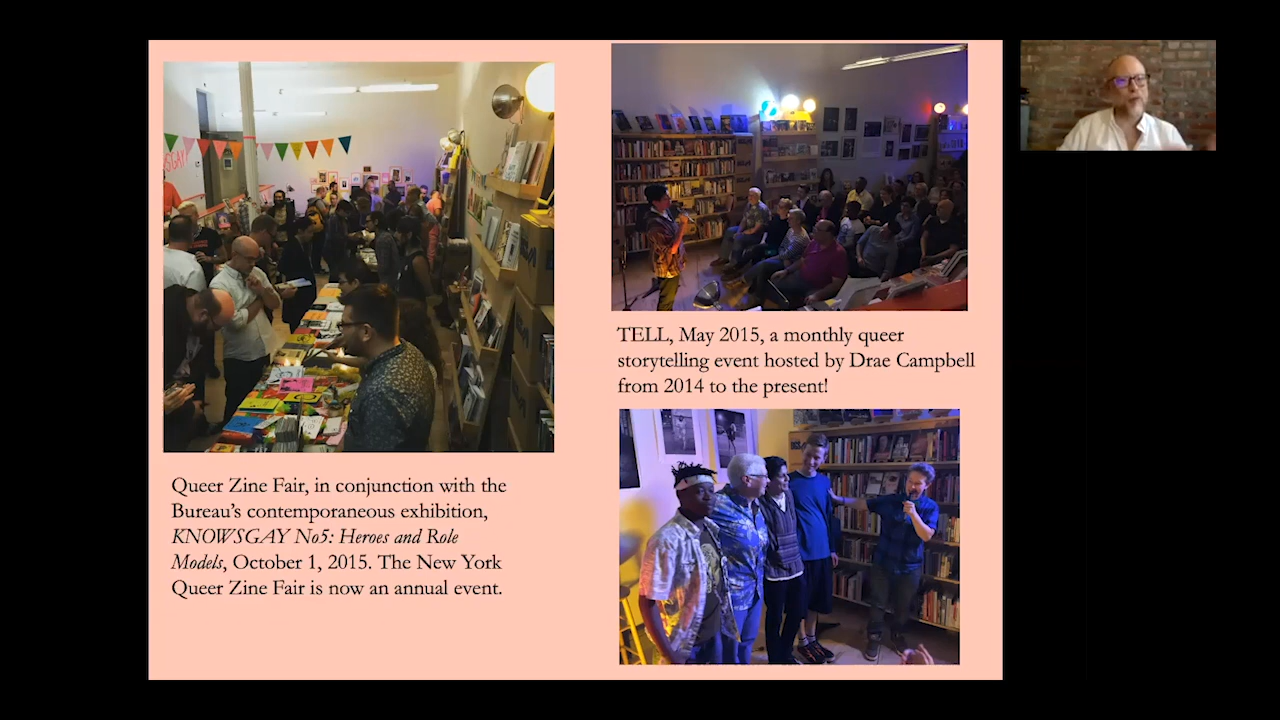 Queer Zine Fair, in conjunction with the
Bureau's contemporaneous exhibition,
KNOWSGAY No5: Heroes and Role
Models, October 1, 2015. The New York
Queer Zine Fair is now an annual event.
TELL, May 2015, a monthly queer
storytelling event hosted by Drae Campbell
from 2014 to the present!